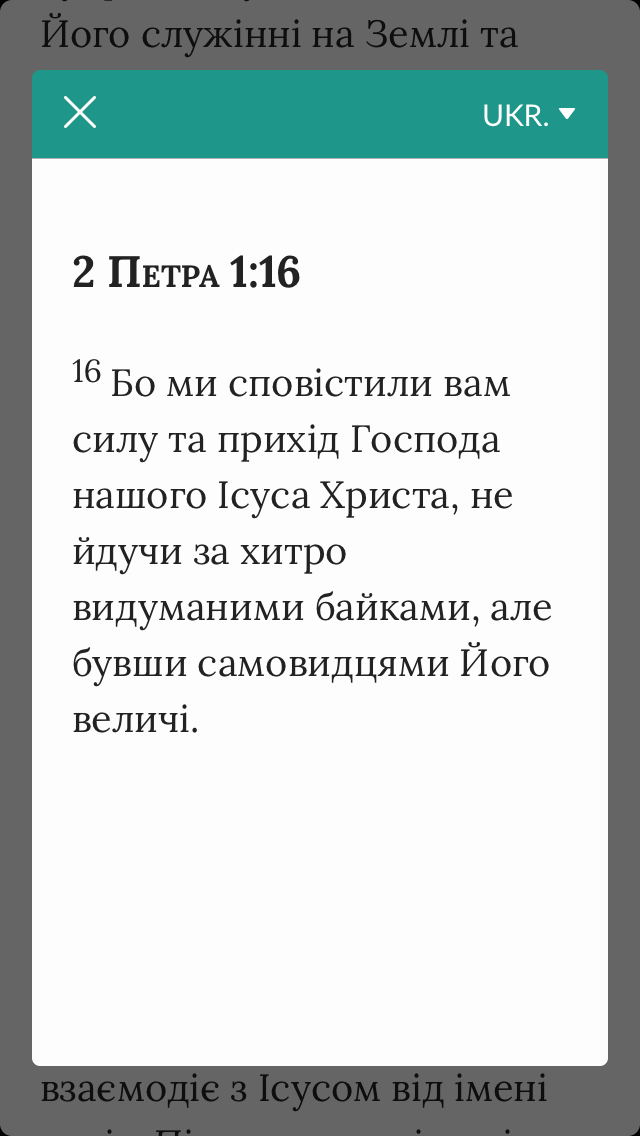 Його служінні на Землі та
UKR.
2 Петра 1:16
16 Бо ми сповістили вам
силу та прихід Господа
нашого Ісуса Христа, не
йдучи за хитро
видуманими байками, але
бувши самовидцями Його
величі.
взаємодіє з Ісусом від імені